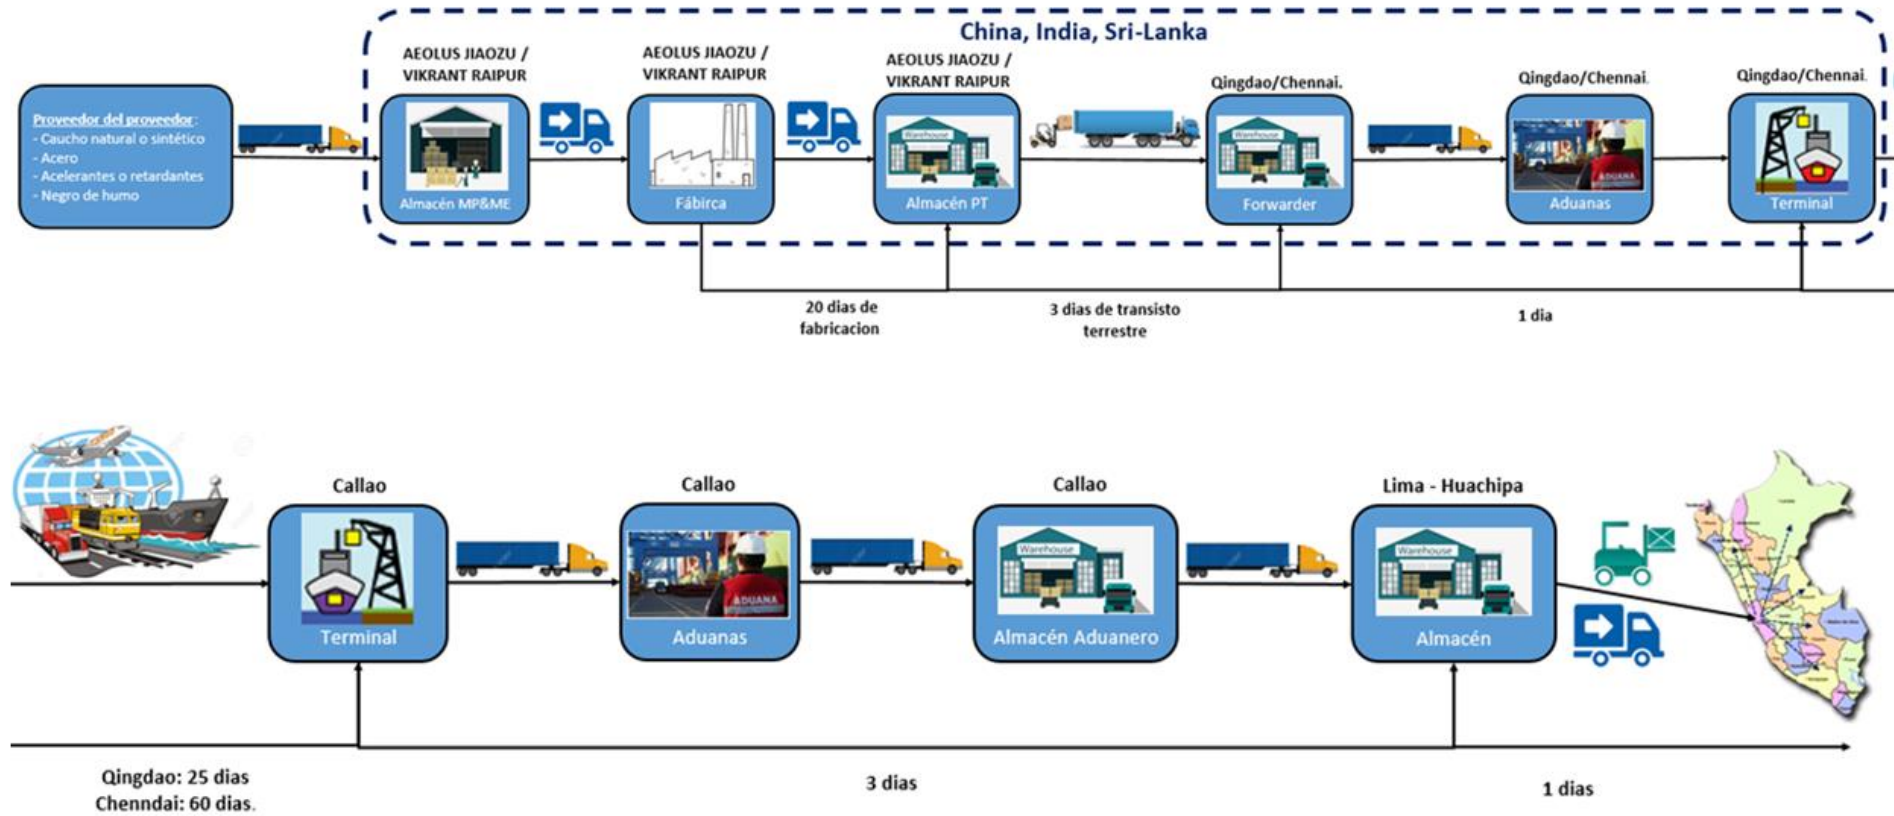 China, India, Sri-Lanka
AEOLUS JIAOZU /
VIKRANT RAIPUR
AEOLUS JIAOZU /
VIKRANT RAIPUR
AEOLUS JIAOZU /
VIKRANT RAIPUR
Qingdao/Chennai.
Qingdao/Chennai.
Qingdao/Chennai.
Proveedor del proveedor:
- Caucho natural o sintético
- Acero
- Acelerantes o retardantes
- Negro de humo
Almacén MP&ME
Fábirca
Warehouse
Almacén PT
Warehouse
Forwarder
ADUANA
Aduanas
Terminal
20 dias de
fabricacion
3 dias de transisto
terrestre
1 dia
Callao
Callao
Callao
Lima - Huachipa
Terminal
ADUANA
Aduanas
Warehouse
Almacén Aduanero
Warehouse
Almacén
Qingdao: 25 dias
Chenndai: 60 dias.
3 dias
1 dias